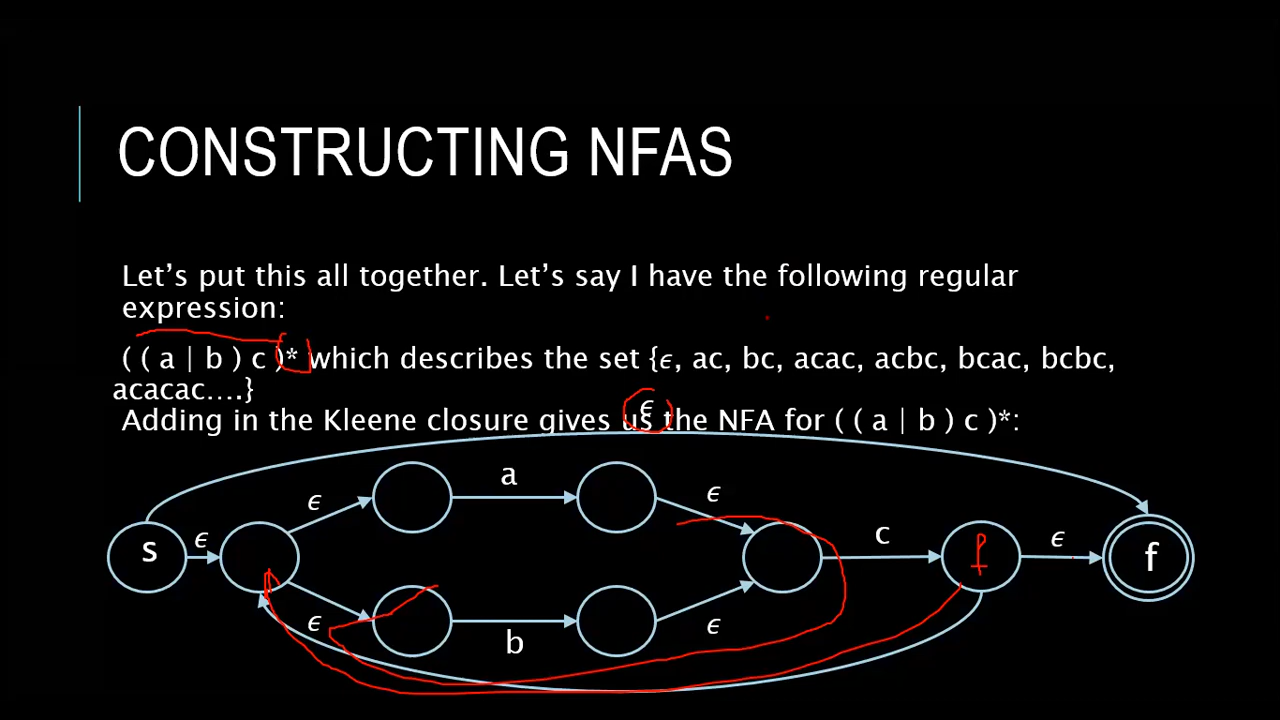 CONSTRUCTING NFAS
Let's put this all together. Let's say I have the following regular
expression:
( ( a | b ) c )* which describes the set {ϵ, ac, bc, acac, acbc, bcac, bcbc,
acacac….}
ϵ
Adding in the Kleene closure gives us the NFA for ( ( a | b ) c )*:
a
ϵ ϵ
s ϵ c ϵ f
ϵ ϵ
b